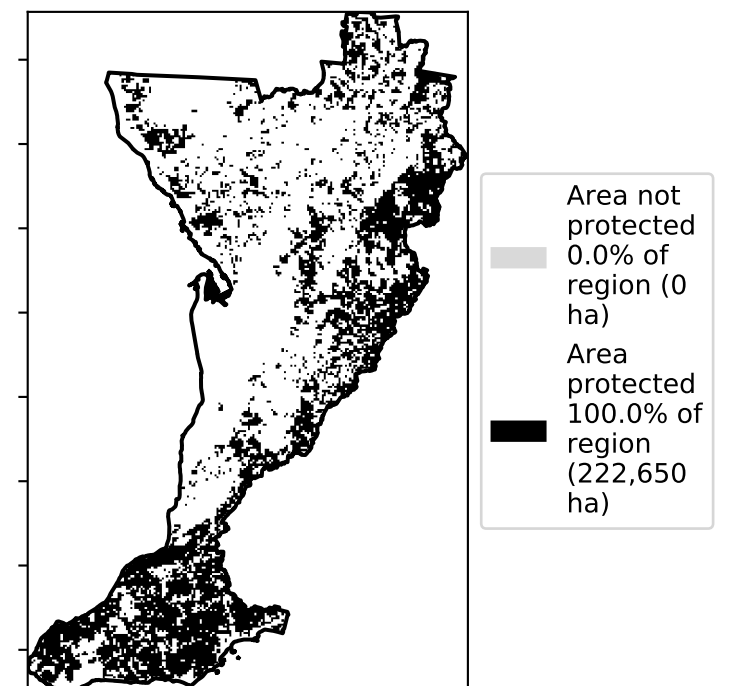 Area not
protected
0.0% of
region (0
ha)
Area
protected
100.0% of
region
(222,650
ha)